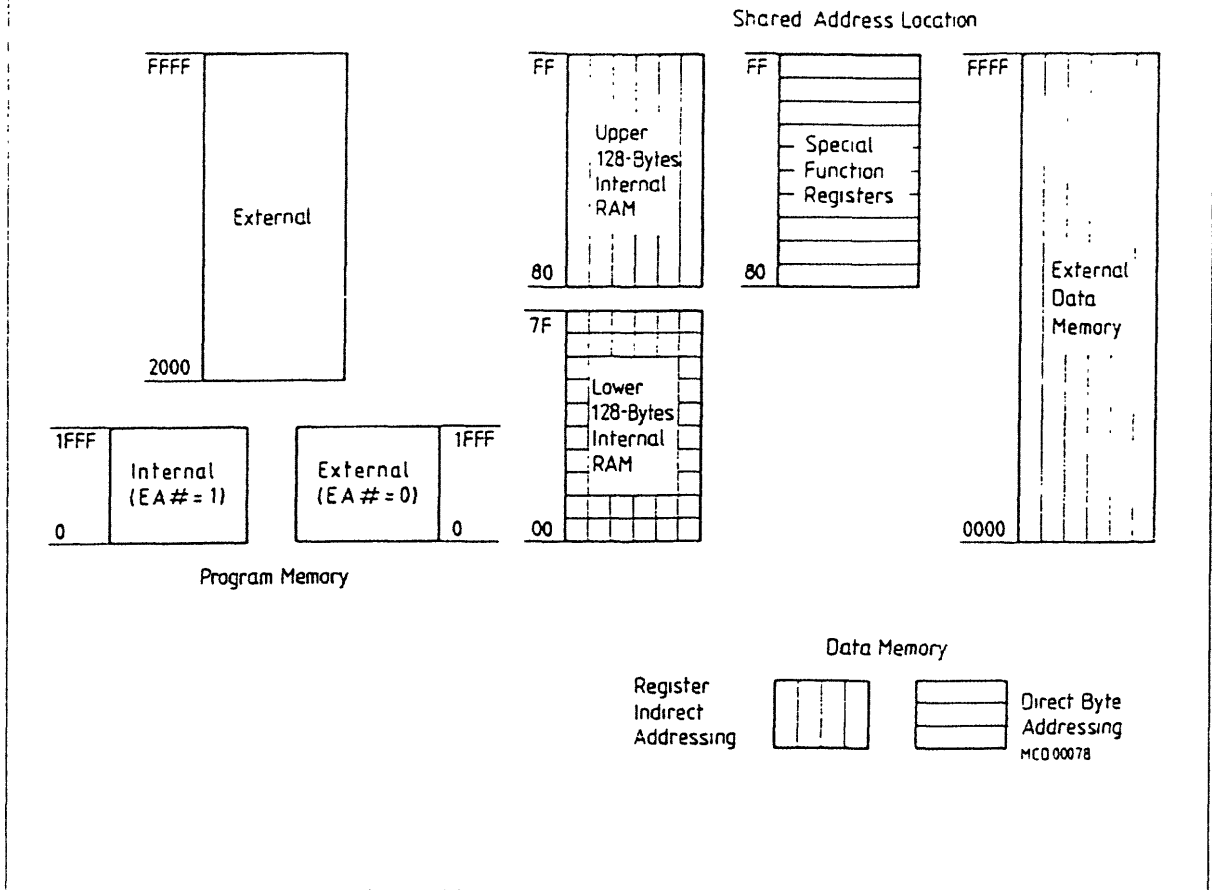 Shared Address Location
FFFF
External
2000
1FFF
Internal
(EA# = 1)
0
External
(EA# = 0)
1FFF
0
Program Memory
FF
Upper
128-Bytes
Internal
RAM
80
7F
Lower
128-Bytes
Internal
RAM
00
FF
Special
Function
Registers
80
FFFF
External
Data
Memory
0000
Data Memory
Register
Indirect
Addressing
Direct Byte
Addressing
MCD00078